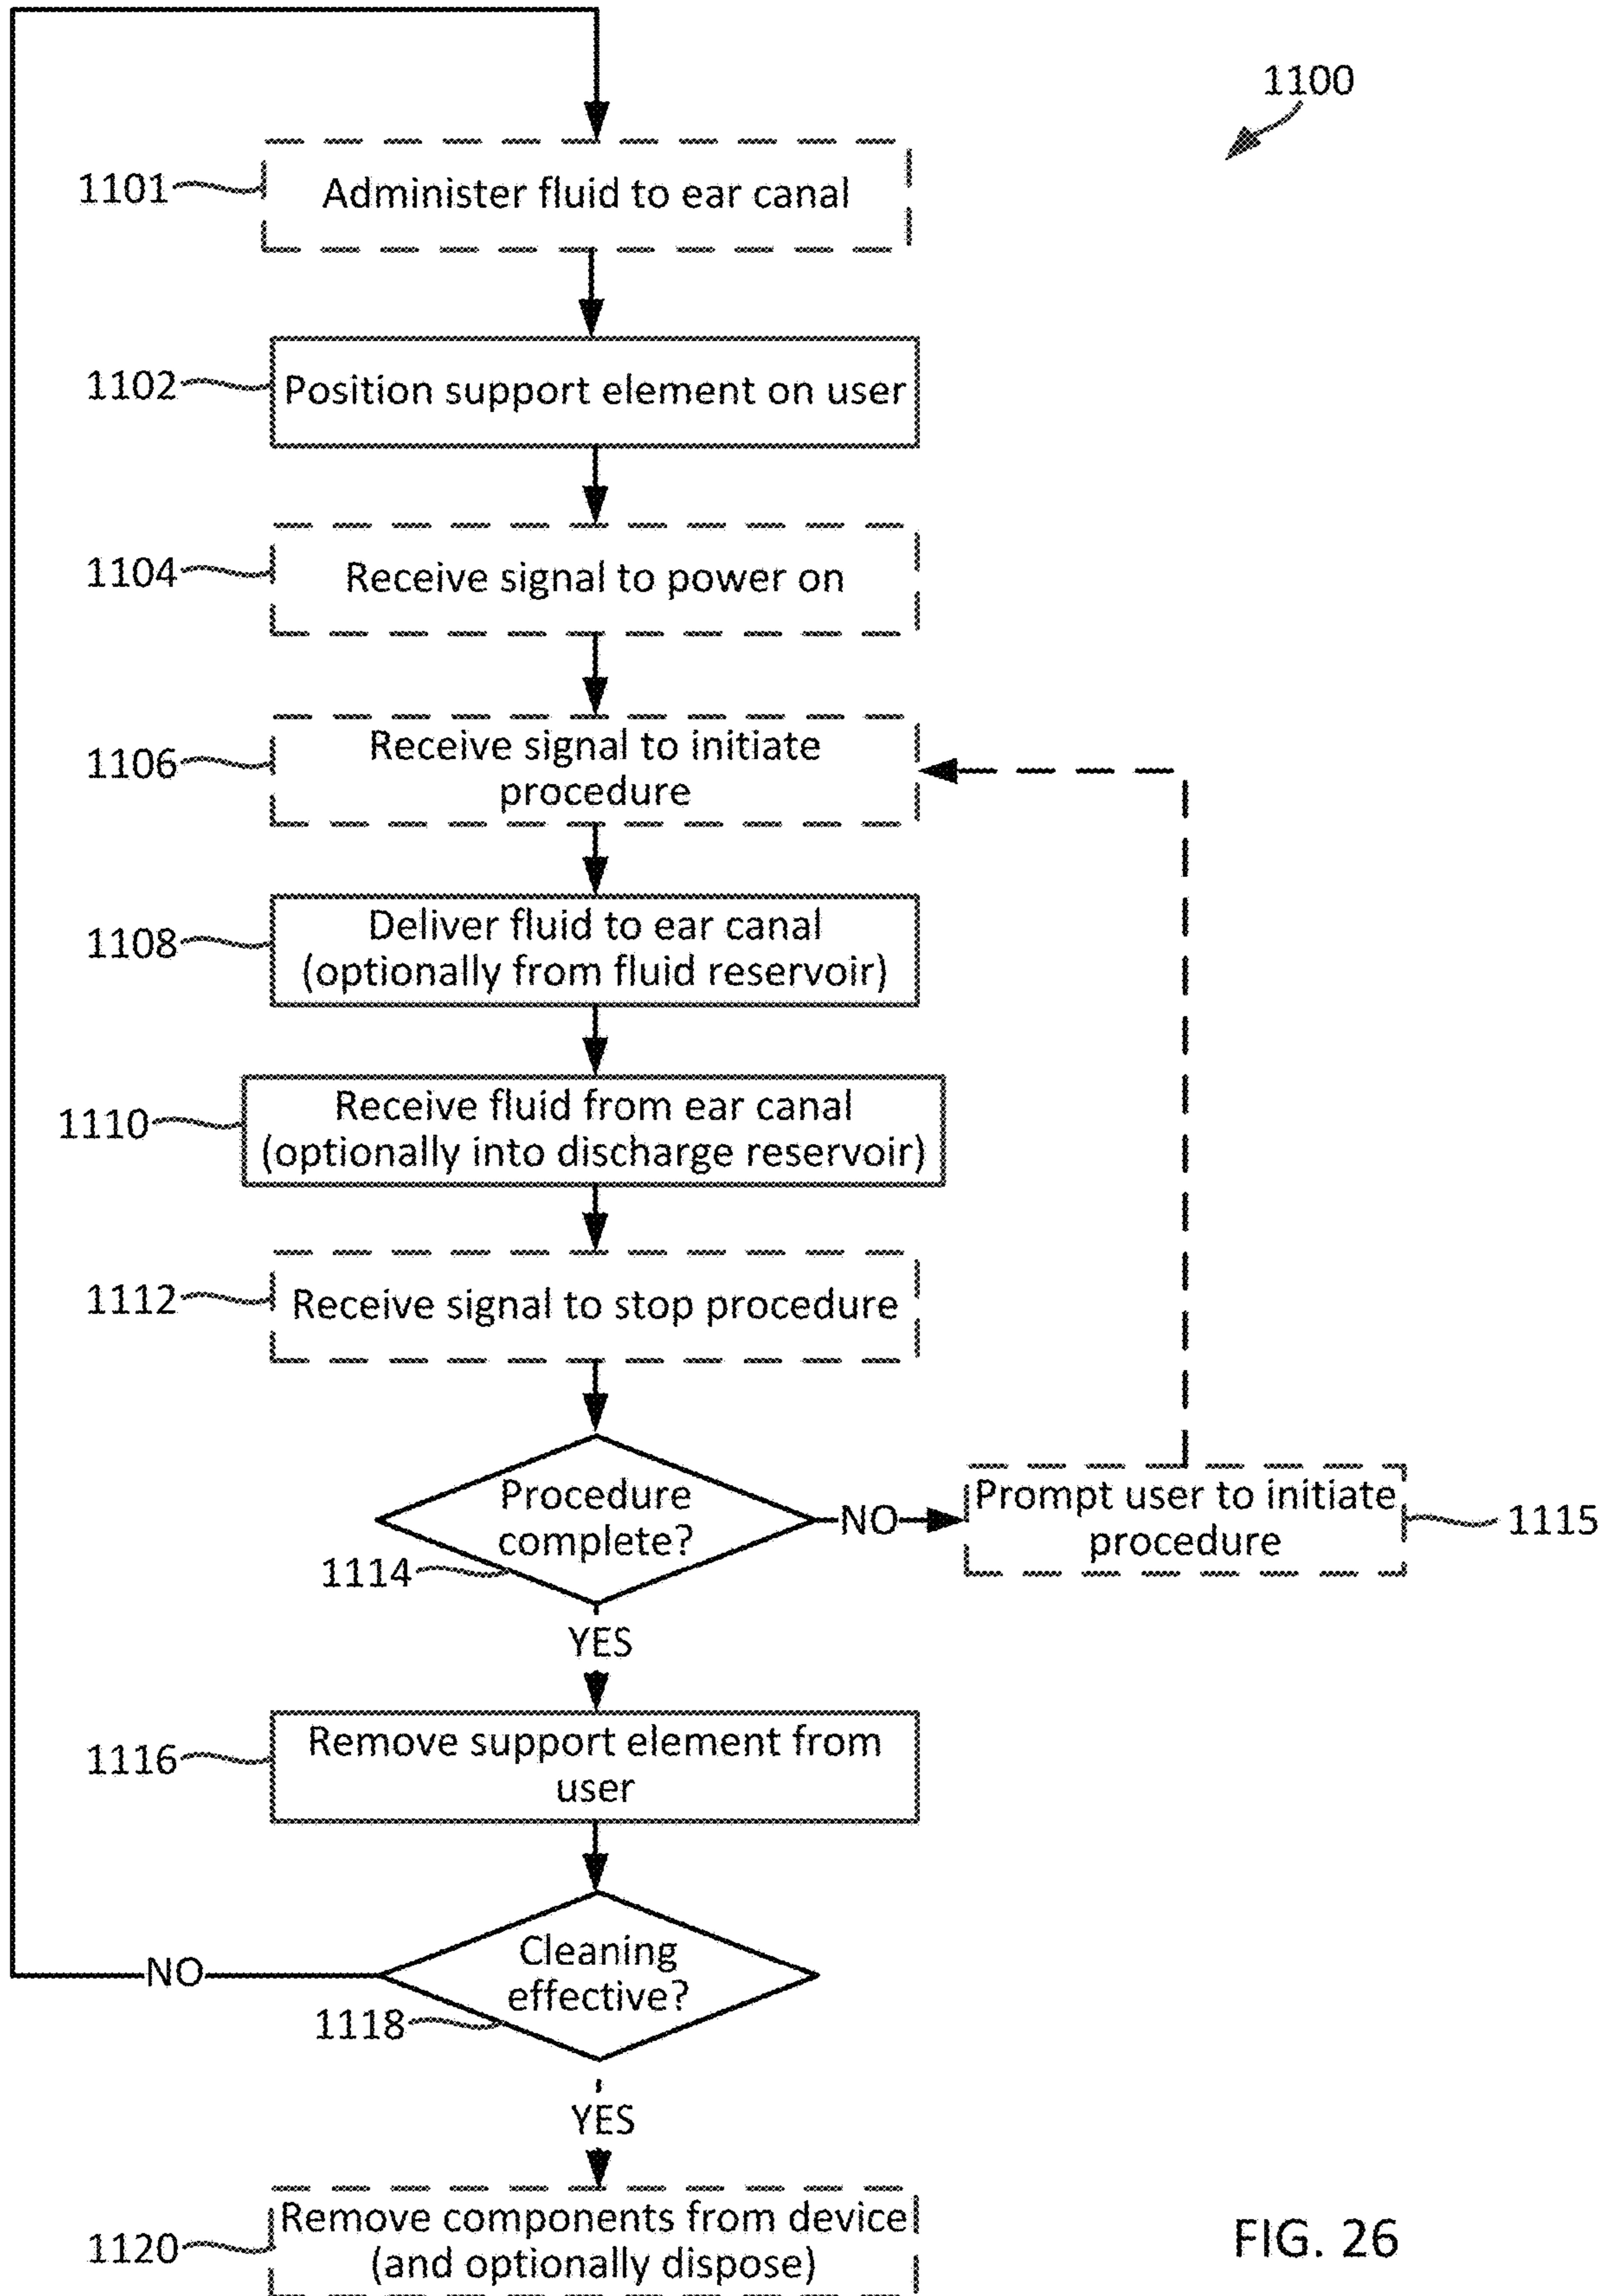 1100
1101
Administer fluid to ear canal
1102
Position support element on user
1104
Receive signal to power on
1106
Receive signal to initiate
procedure
1108
Deliver fluid to ear canal
(optionally from fluid reservoir)
1110
Receive fluid from ear canal
(optionally into discharge reservoir)
1112
Receive signal to stop procedure
Procedure
complete?
1114
NO
Prompt user to initiate
procedure
1115
YES
1116
Remove support element from
user
Cleaning
effective?
1118
NO
YES
1120
Remove components from device
(and optionally dispose)
FIG. 26